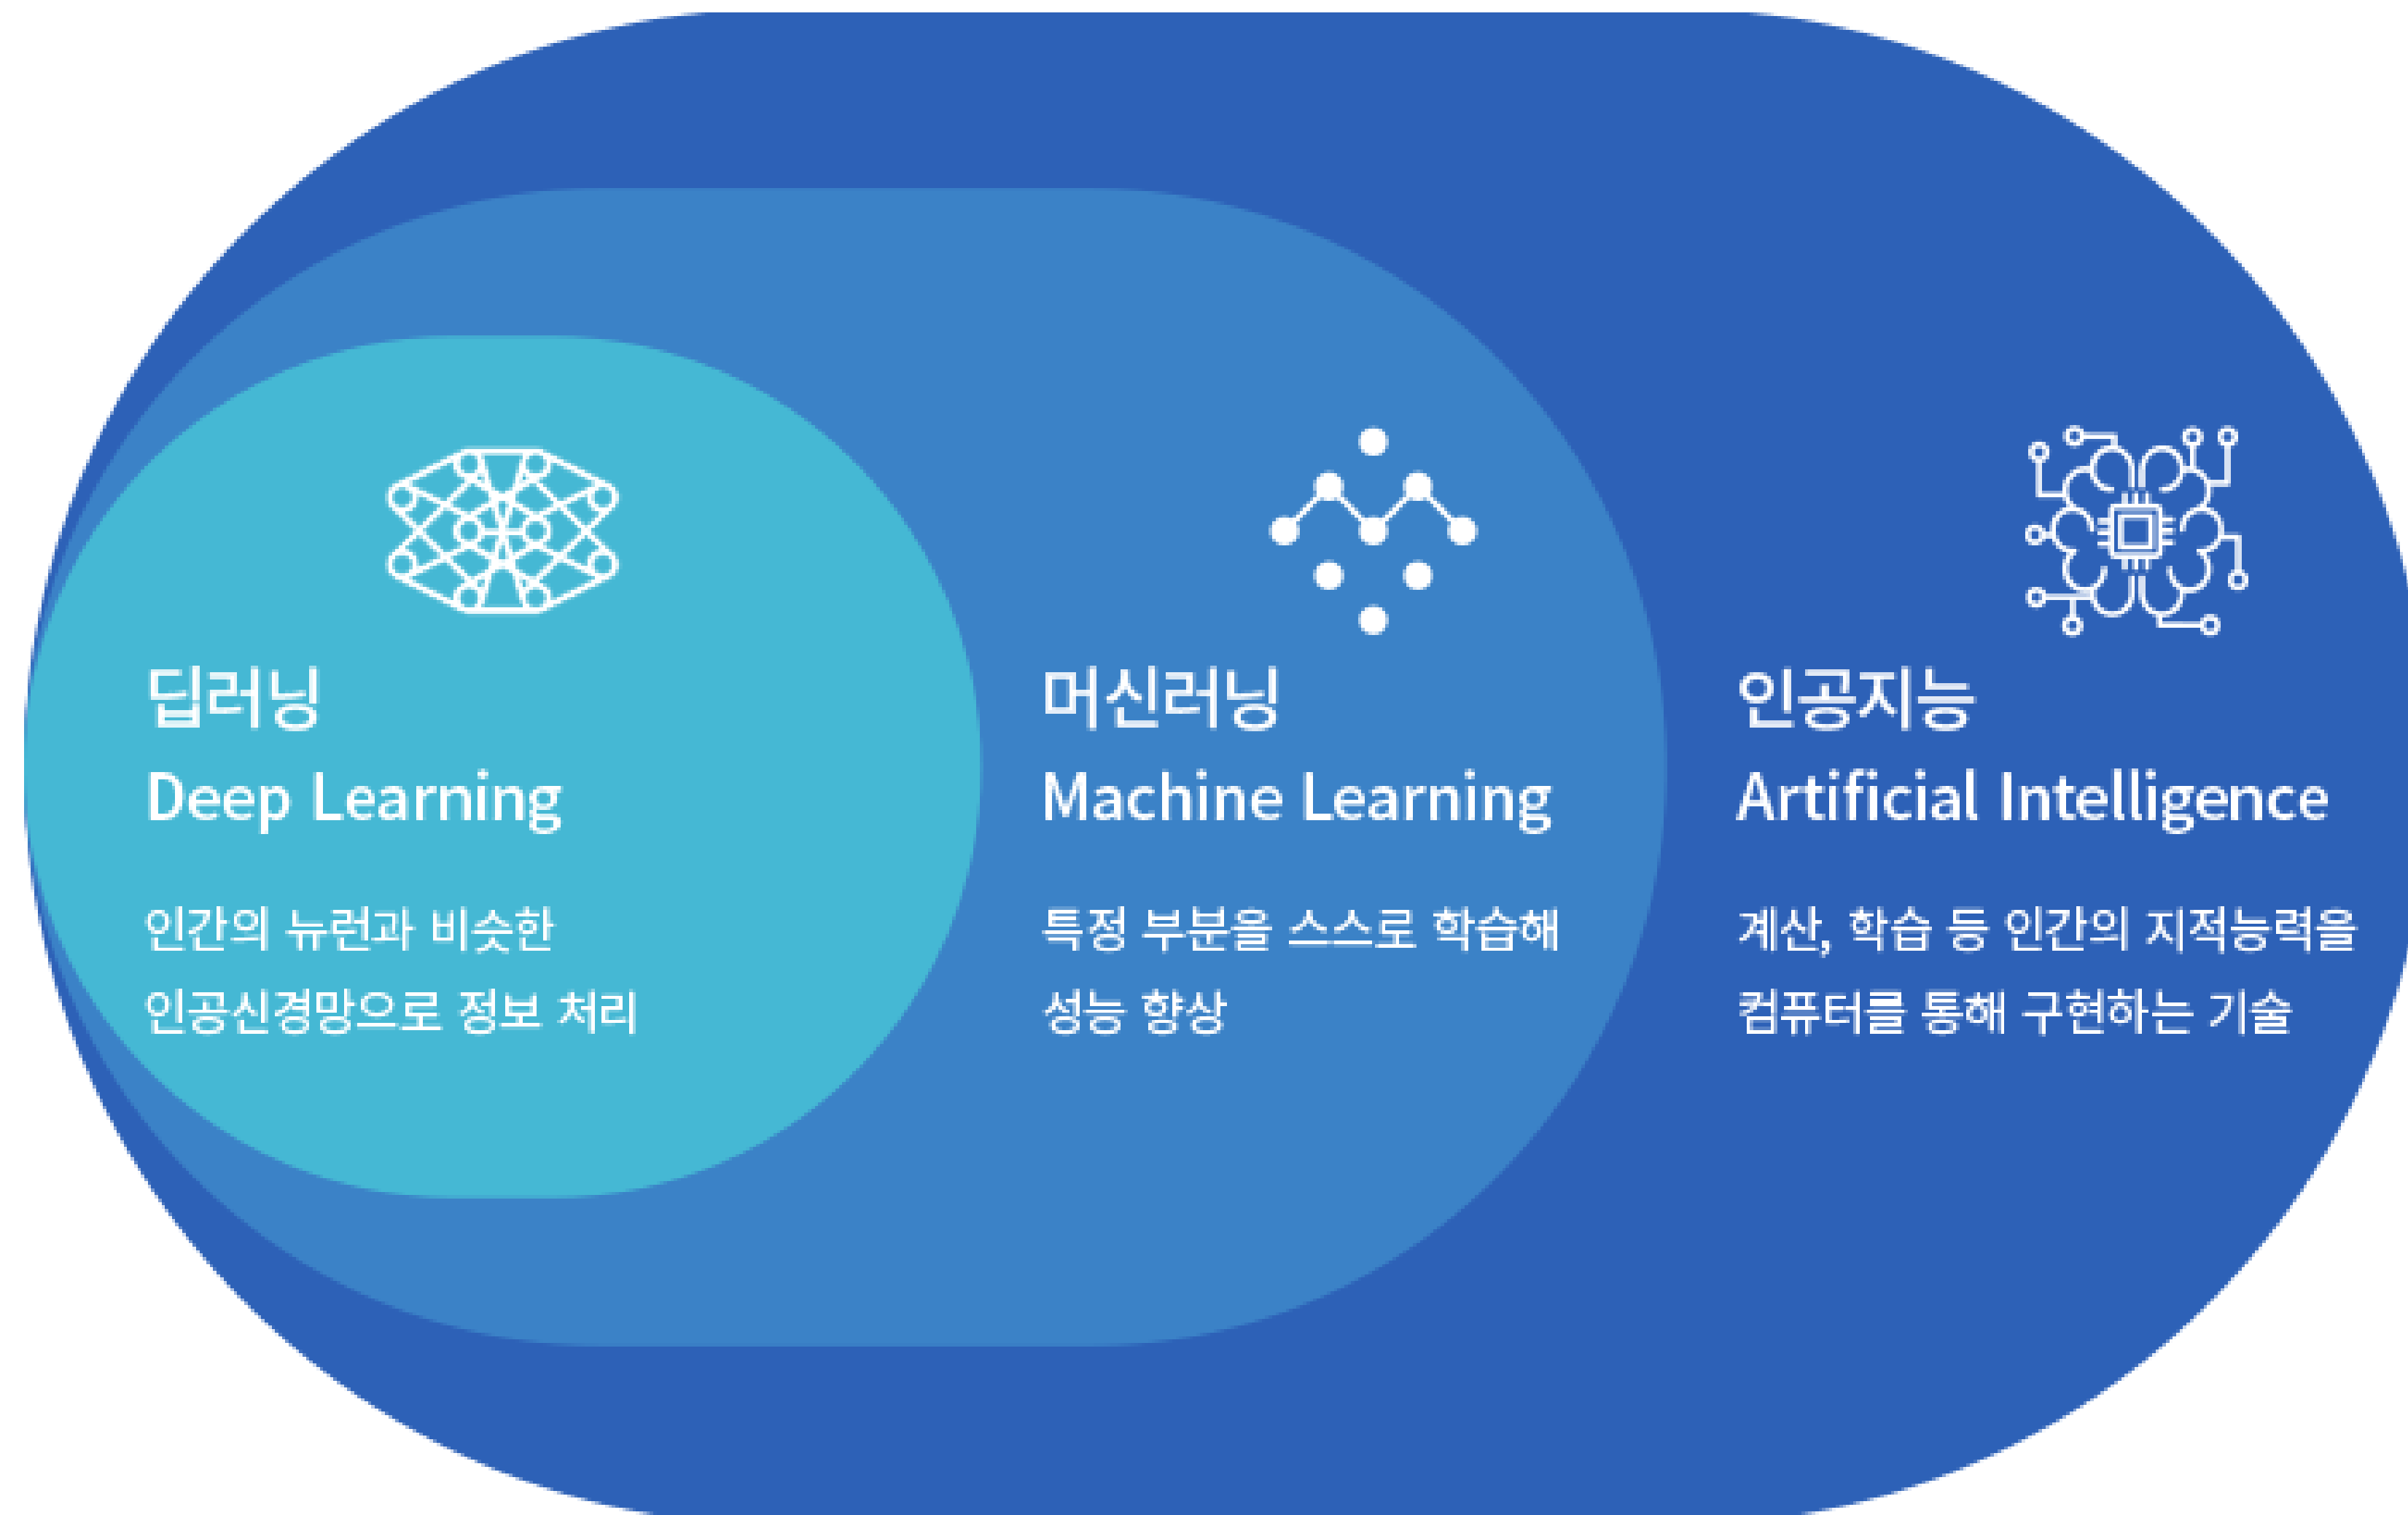 딥러닝
Deep Learning
인간의 뉴런과 비슷한
인공신경망으로 정보 처리
머신러닝
Machine Learning
특정 부분을 스스로 학습해
성능 향상
인공지능
Artificial Intelligence
계산, 학습 등 인간의 지적능력을
컴퓨터를 통해 구현하는 기술